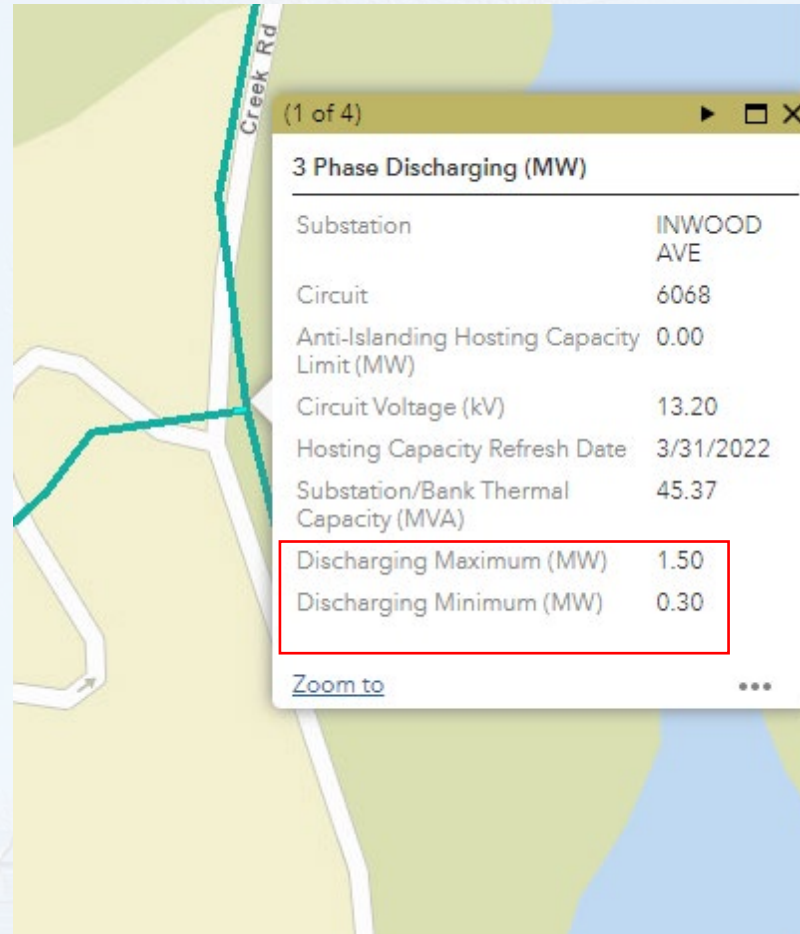 Creek Rd
(1 of 4)
3 Phase Discharging (MW)
Substation INWOOD
AVE
Circuit 6068
Anti-Islanding Hosting Capacity 0.00
Limit (MW)
Circuit Voltage (kV) 13.20
Hosting Capacity Refresh Date 3/31/2022
Substation/Bank Thermal 45.37
Capacity (MVA)
Discharging Maximum (MW) 1.50
Discharging Minimum (MW) 0.30
Zoom to